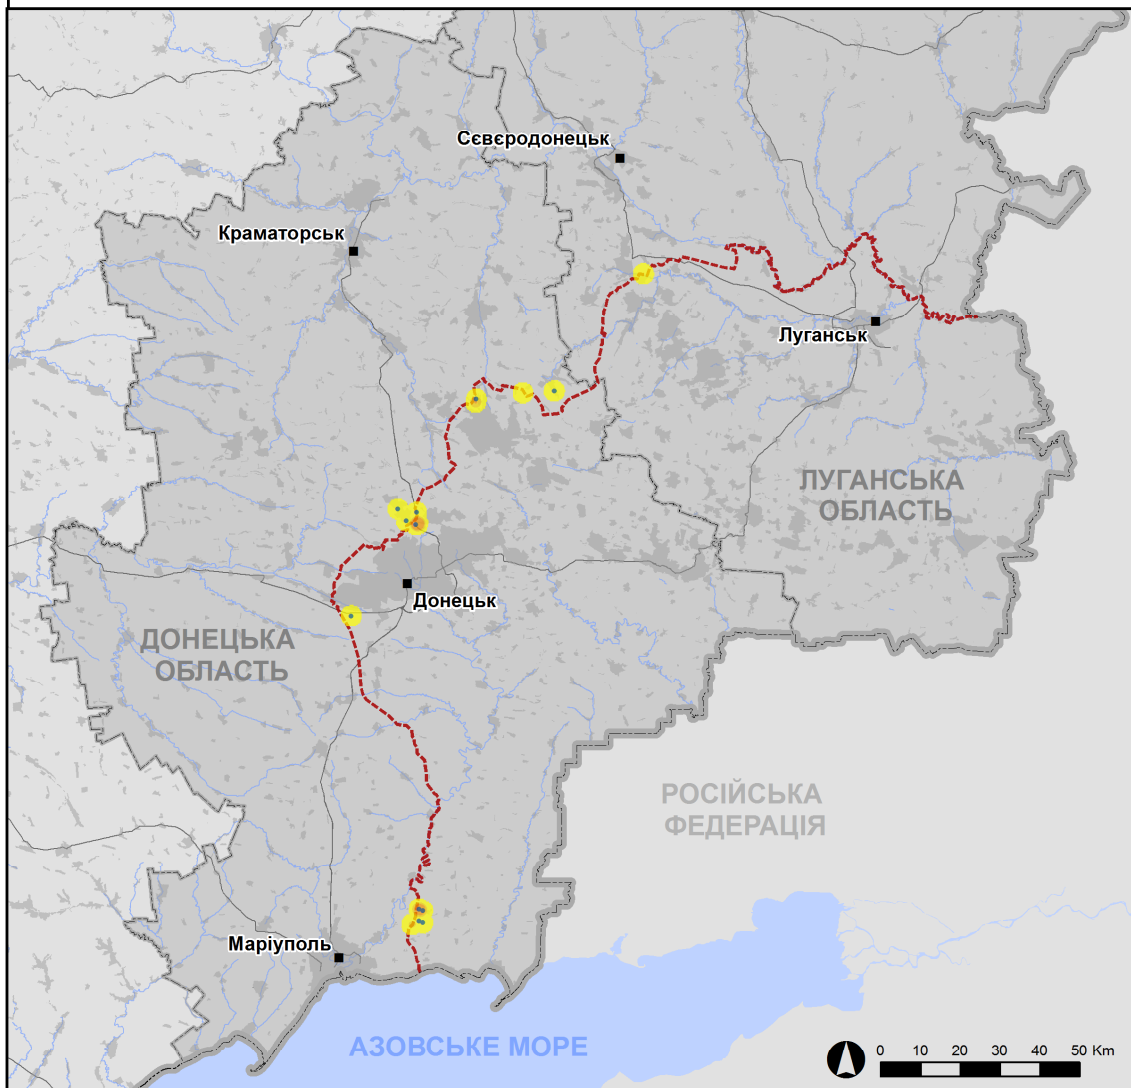 Сєвєродонецьк
Краматорськ
Луганськ
ЛУГАНСЬКА
ОБЛАСТЬ
Донецьк
ДОНЕЦЬКА
ОБЛАСТЬ
РОСІЙСЬКА
ФЕДЕРАЦІЯ
Маріуполь
АЗОВСЬКЕ МОРЕ
0 10 20 30 40 50 Km